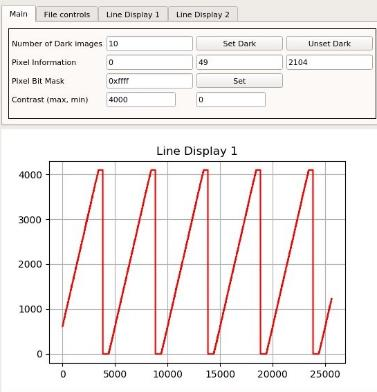 Main File controls Line Display 1 Line Display 2
Number of Dark images 10 Set Dark Unset Dark
Pixel Information 0 49 2104
Pixel Bit Mask 0xffff Set
Contrast (max, min) 4000 0
Line Display 1
4000
3000
2000
1000
0
0 5000 10000 15000 20000 25000